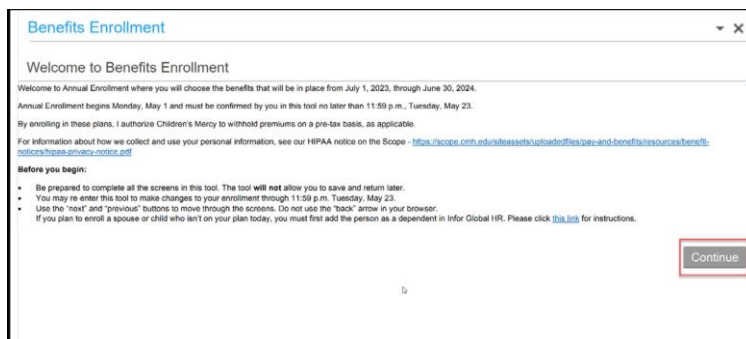 Benefits Enrollment
Welcome to Benefits Enrollment
Welcome to Annual Enrollment where you will choose the benefits that will be in place from July 1, 2023, through June 30, 2024.
Annual Enrollment begins Monday, May 1 and must be confirmed by you in this tool no later than 11:59 p.m., Tuesday, May 23.
By enrolling in these plans, I authorize Children's Mercy to withhold premiums on a pre-tax basis, as applicable.
For information about how we collect and use your personal information, see our HIPAA notice on the Scope - https://scope.cmh.edu/siteassets/uploadedfiles/pay-and-benefits/resources/benefit-
notices/hipaa-privacy-notice.pdf
Before you begin:
• Be prepared to complete all the screens in this tool. The tool will not allow you to save and return later.
• You may re-enter this tool to make changes to your enrollment through 11:59 p.m. Tuesday, May 23.
• Use the "next" and "previous" buttons to move through the screens. Do not use the "back" arrow in your browser.
If you plan to enroll a spouse or child who isn't on your plan today, you must first add the person as a dependent in Infor Global HR. Please click this link for instructions.
Continue